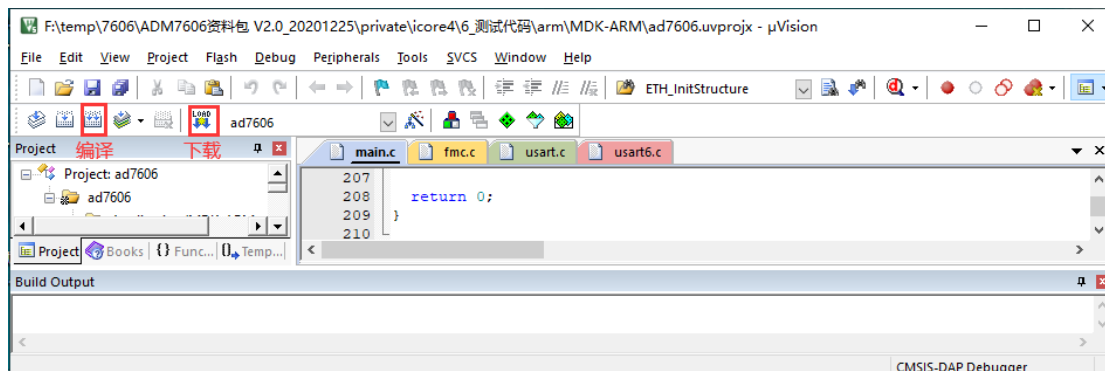 F:\temp\7606\ADM7606资料包 V2.0_20201225\private\icore4\6_测试代码\arm\MDK-ARM\ad7606.uvprojx - µVision
File Edit View Project Flash Debug Peripherals Tools SVCS Window Help
ETH_InitStructure
LOAD
ad7606
Project 编译 下载
main.c fmc.c usart.c usart6.c
Project: ad7606
ad7606
207
208 return 0;
209 }
210
Project Books {} Func... Temp...
Build Output
CMSIS-DAP Debugger